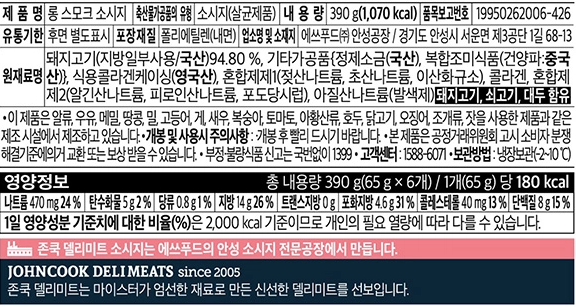 제 품 명 롱 스모크 소시지 축산물가공품의 유형 소시지(살균제품) 내 용 량 390 g(1,070 kcal) 품목보고번호 19950262006-426
유통기한 후면 별도표시 포장재질 폴리에틸렌(내면) 업소명 및 소재지 에쓰푸드㈜ 안성공장 / 경기도 안성시 서운면 제3공단 1길 68-13
원재료명 돼지고기(지방일부사용/국산)94.80 %, 기타가공품{정제소금(국산), 복합조미식품(건양파:중국
산)}, 식용콜라겐케이싱(영국산), 혼합제제1(젖산나트륨, 초산나트륨, 이산화규소), 콜라겐, 혼합제
제2(알긴산나트륨, 피로인산나트륨, 포도당시럽), 아질산나트륨(발색제) 돼지고기, 쇠고기, 대두 함유
• 이 제품은 알류, 우유, 메밀, 땅콩, 밀, 고등어, 게, 새우, 복숭아, 토마토, 아황산류, 호두, 닭고기, 오징어, 조개류, 잣을 사용한 제품과 같은
제조 시설에서 제조하고 있습니다. •개봉 및 사용시 주의사항 : 개봉 후 빨리 드시기 바랍니다. •본 제품은 공정거래위원회 고시 소비자 분쟁
해결기준에의거 교환 또는 보상 받을 수 있습니다. •부정·불량식품 신고는 국번없이 1399 •고객센터 : 1588-6071 •보관방법 : 냉장보관(-2~10℃)
영양정보 총 내용량 390 g(65 g × 6개) / 1개(65 g) 당 180 kcal
나트륨 470 mg 24 % 탄수화물 5 g 2 % 당류 0.8 g 1 % 지방 14 g 26 % 트랜스지방 0 g 포화지방 4.6 g 31 % 콜레스테롤 40 mg 13 % 단백질 8 g 15 %
1일 영양성분 기준치에 대한 비율(%)은 2,000 kcal 기준이므로 개인의 필요 열량에 따라 다를 수 있습니다.
존쿡 델리미트 소시지는 에쓰푸드의 안성 소시지 전문공장에서 만듭니다.
JOHNCOOK DELI MEATS since 2005
존쿡 델리미트는 마이스터가 엄선한 재료로 만든 신선한 델리미트를 선보입니다.